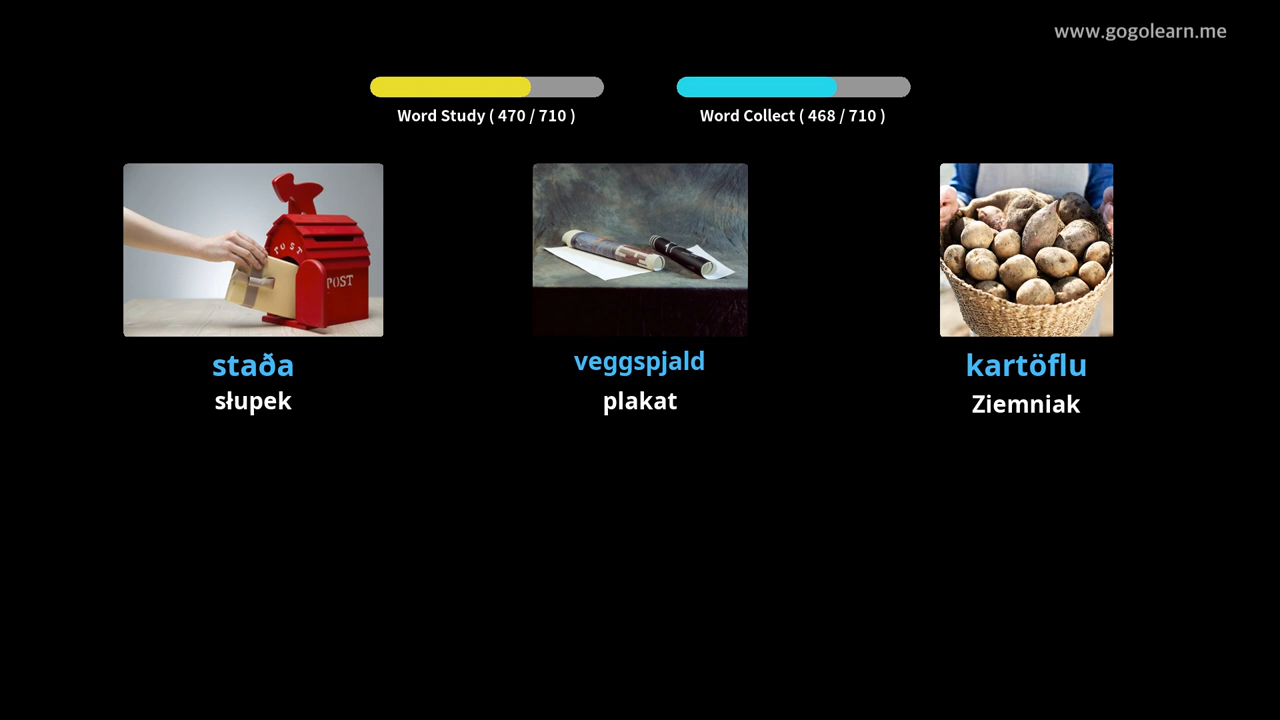 www.gogolearn.me
Word Study ( 470 / 710 )
Word Collect ( 468 / 710 )
POST
POST
staða
veggspjald
kartöflu
słupek
plakat
Ziemniak